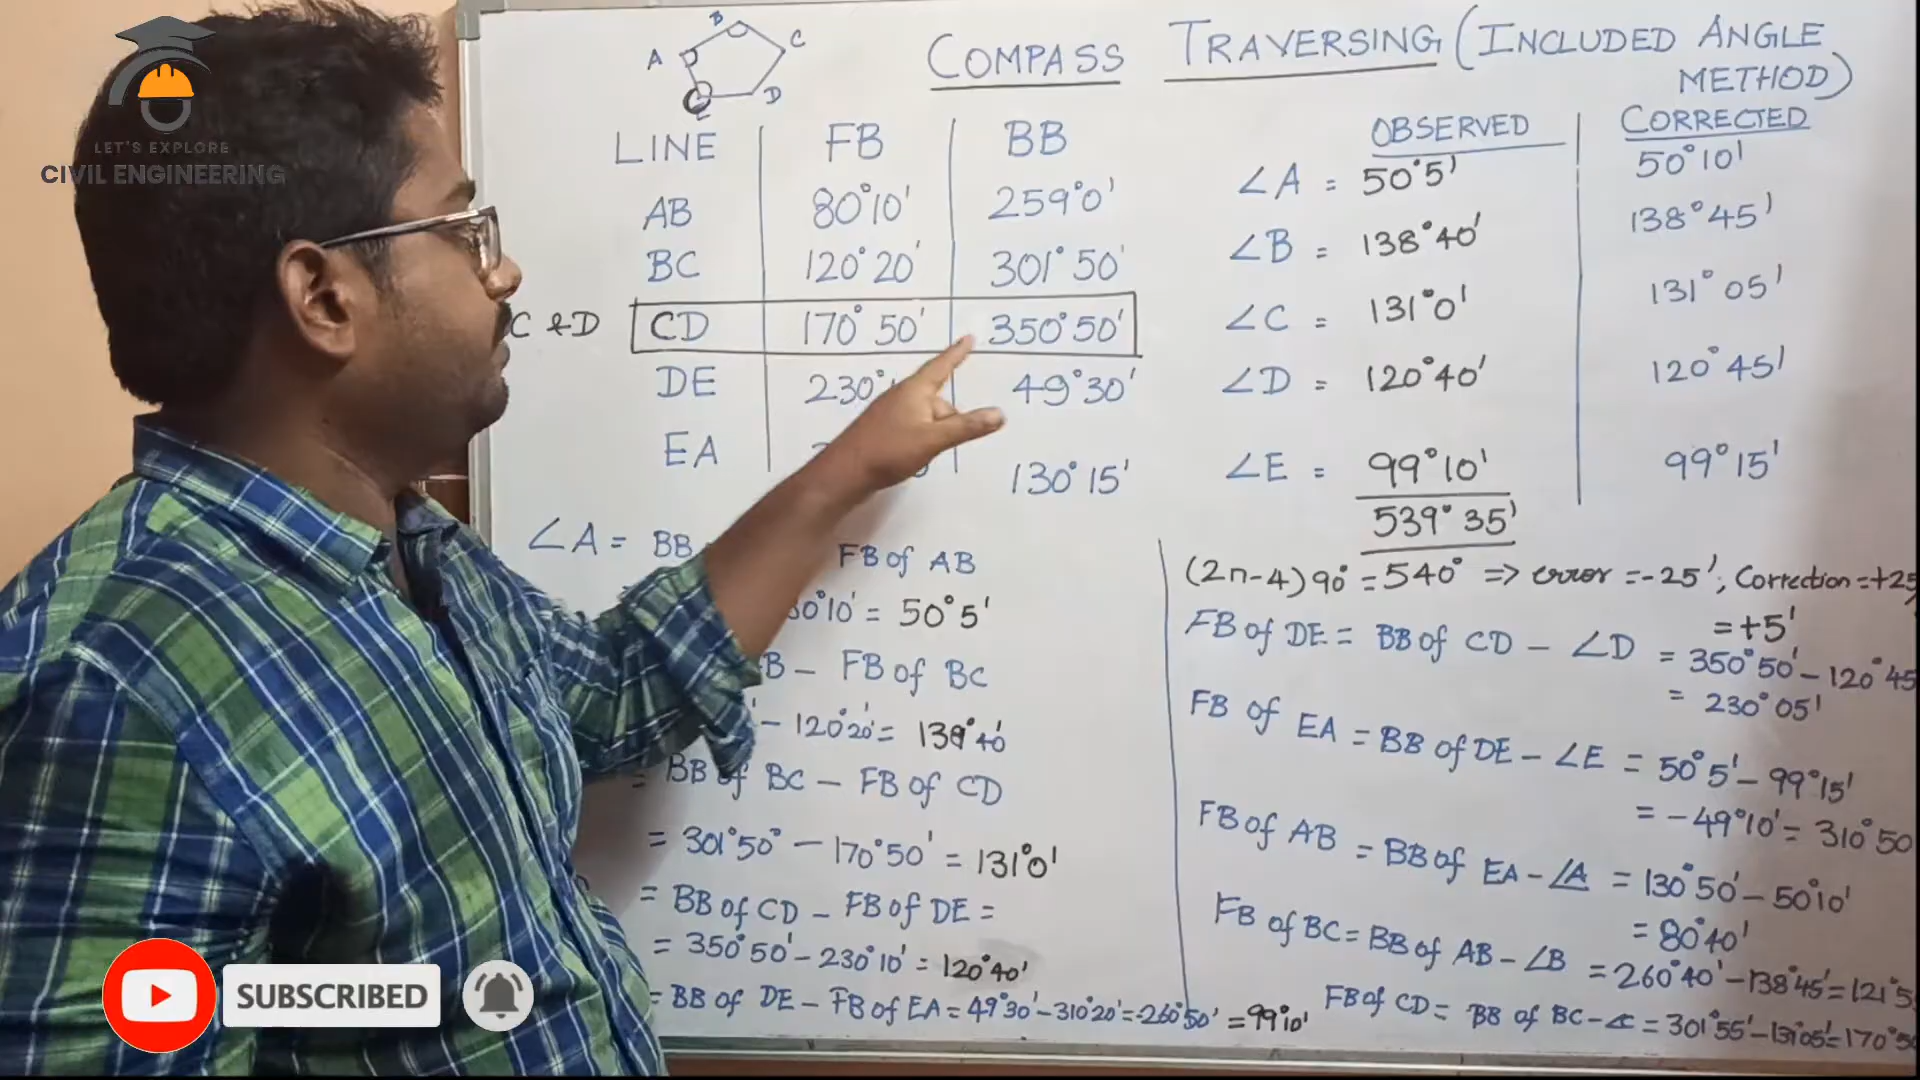 COMPASS TRAVERSING (INCLUDED ANGLE METHOD)
LET'S EXPLORE
CIVIL ENGINEERING
A B C D E
LINE FB BB
AB 80°10' 259°0'
BC 120°20' 301°50'
C & D CD 170°50' 350°50'
DE 230° 49°30'
EA 130°15'
OBSERVED CORRECTED
∠A = 50°5' 50°10'
∠B = 138°40' 138°45'
∠C = 131°0' 131°05'
∠D = 120°40' 120°45'
∠E = 99°10' 99°15'
539°35'
∠A = BB FB of AB
0°10' = 50°5'
B - FB of BC
- 120°20' = 138°40'
= BB of BC - FB of CD
= 301°50° - 170°50' = 131°0'
= BB of CD - FB of DE =
= 350°50' - 230°10' = 120°40'
= BB of DE - FB of EA = 49°30' - 310°20' = -260°50' = 99°10'
(2n-4)90° = 540° => error = -25', Correction = +25'
= +5'
FB of DE = BB of CD - ∠D = 350°50' - 120°45
= 230°05'
FB of EA = BB of DE - ∠E = 50°5' - 99°15'
= -49°10' = 310°50
FB of AB = BB of EA - ∠A = 130°50' - 50°10'
= 80°40'
FB of BC = BB of AB - ∠B = 260°40' - 138°45' = 121°5
FB of CD = BB of BC - ∠C = 301°55' - 131°05' = 170°50
SUBSCRIBED